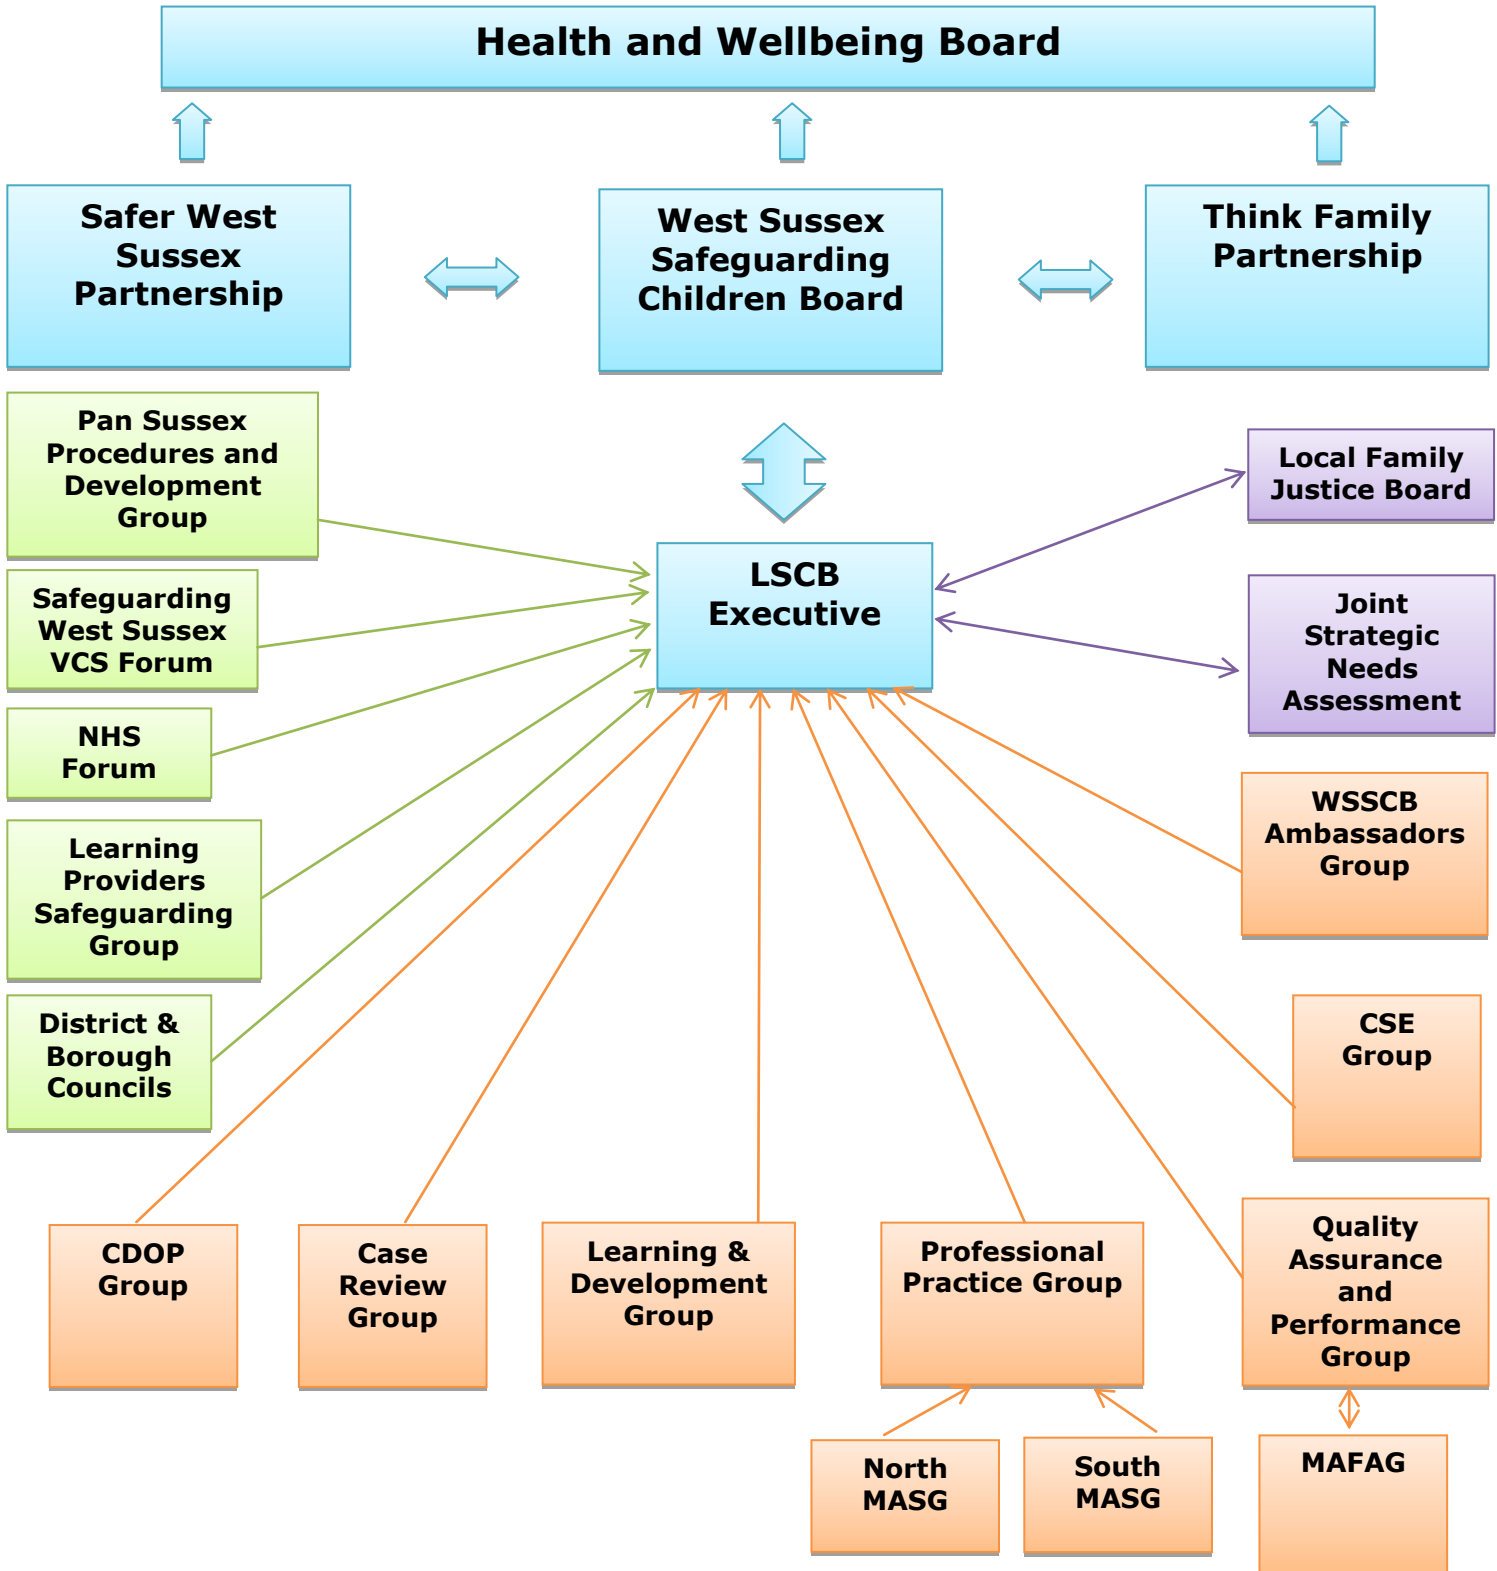 Health and Wellbeing Board
Safer West
Sussex
Partnership
West Sussex
Safeguarding
Children Board
Think Family
Partnership
Pan Sussex
Procedures and
Development
Group
Local Family
Justice Board
LSCB
Executive
Safeguarding
West Sussex
VCS Forum
Joint
Strategic
Needs
Assessment
NHS
Forum
WSSCB
Ambassadors
Group
Learning
Providers
Safeguarding
Group
District &
Borough
Councils
CSE
Group
CDOP
Group
Case
Review
Group
Learning &
Development
Group
Professional
Practice Group
Quality
Assurance
and
Performance
Group
North
MASG
South
MASG
MAFAG